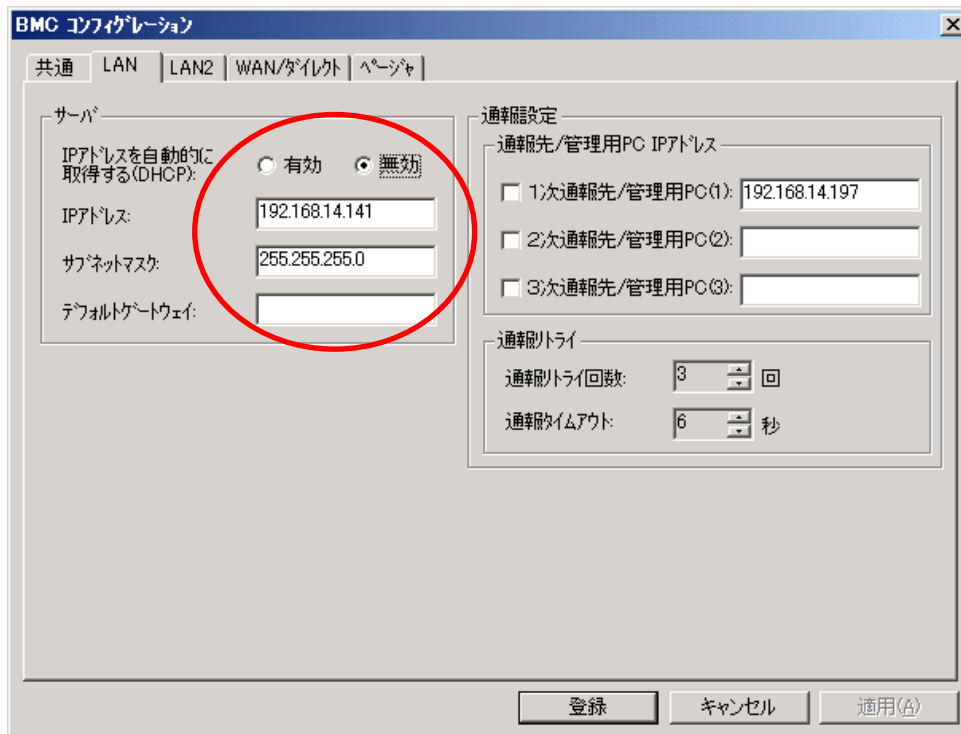 BMC コンフィグレーション
共通 LAN LAN2 WAN/ダイレクト ページャ
サーバ
IPアドレスを自動的に
取得する(DHCP):
有効 無効
IPアドレス: 192.168.14.141
サブネットマスク: 255.255.255.0
デフォルトゲートウェイ:
通報設定
通報先/管理用PC IPアドレス
1次通報先/管理用PC(1): 192.168.14.197
2次通報先/管理用PC(2):
3次通報先/管理用PC(3):
通報リトライ
通報リトライ回数: 3 回
通報タイムアウト: 6 秒
登録 キャンセル 適用(A)